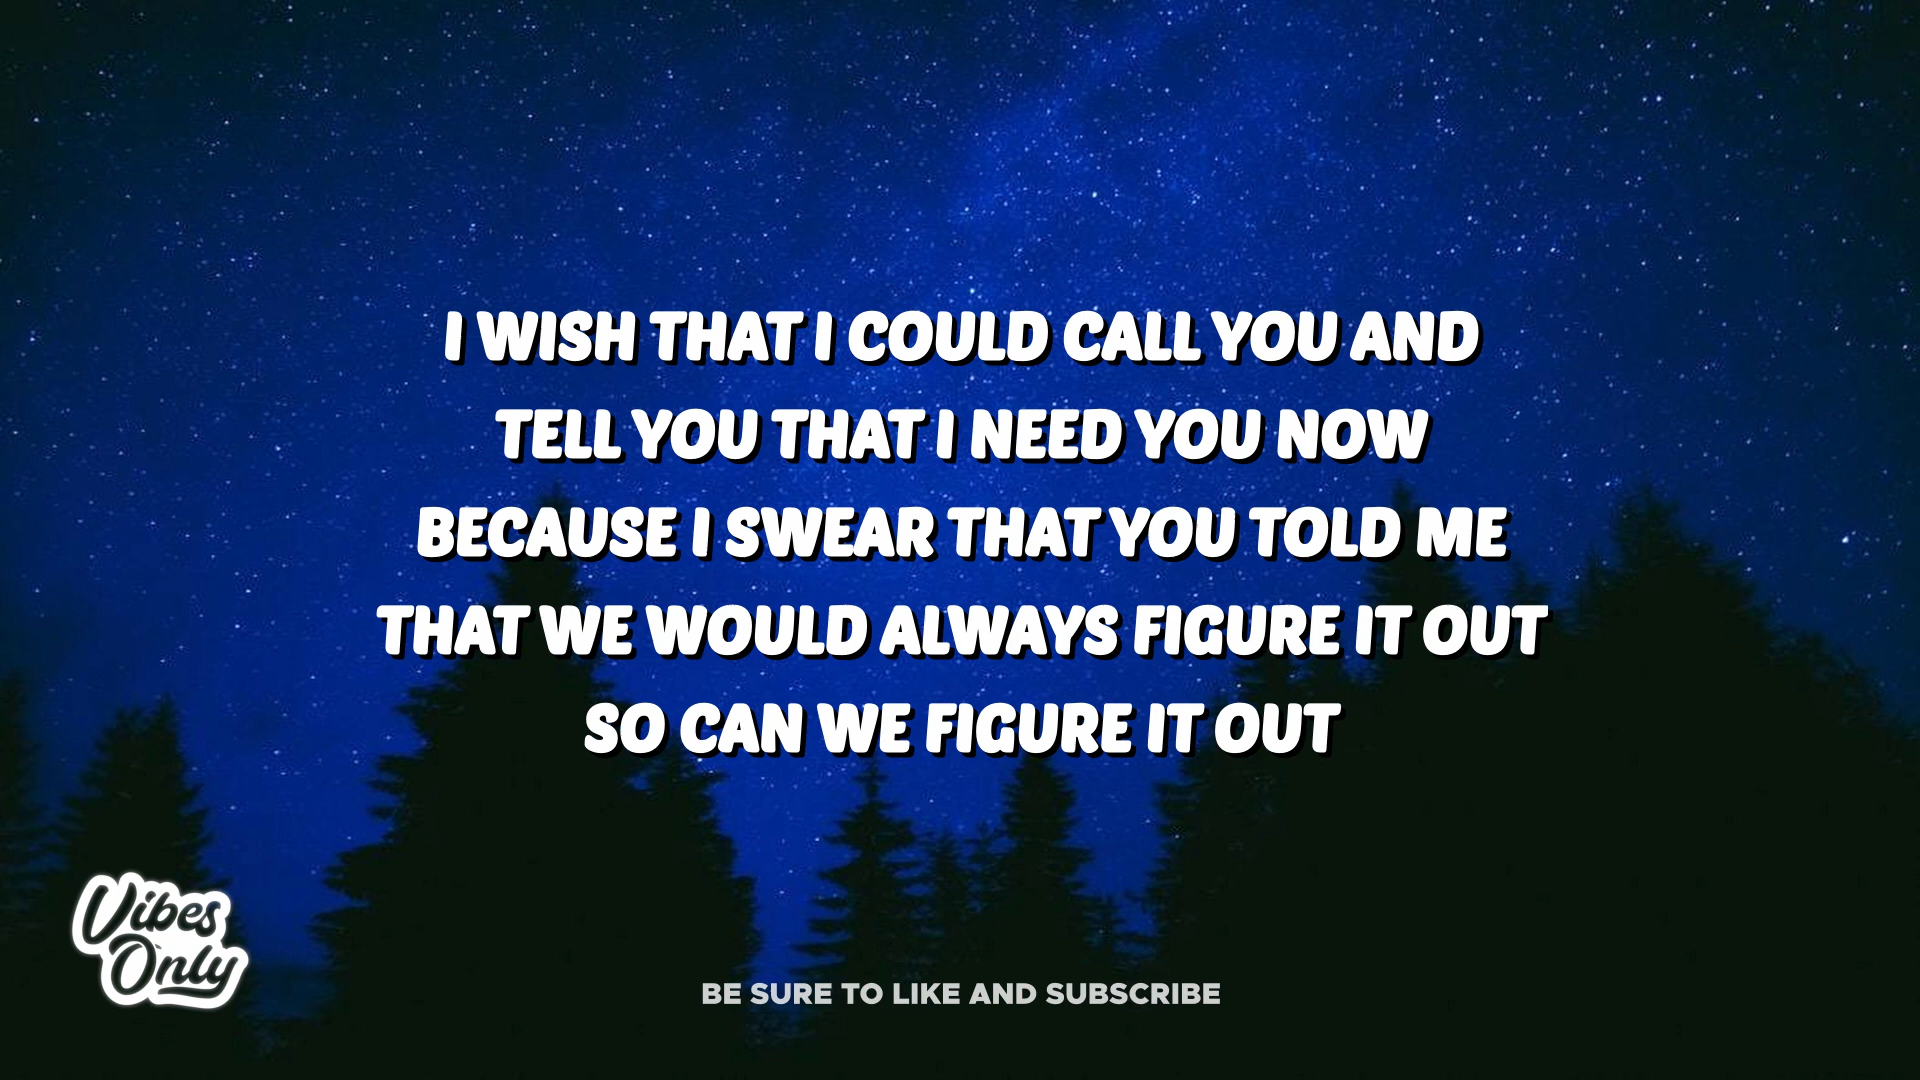 I WISH THAT I COULD CALL YOU AND
TELL YOU THAT I NEED YOU NOW
BECAUSE I SWEAR THAT YOU TOLD ME
THAT WE WOULD ALWAYS FIGURE IT OUT
SO CAN WE FIGURE IT OUT
Vibes
Only
BE SURE TO LIKE AND SUBSCRIBE